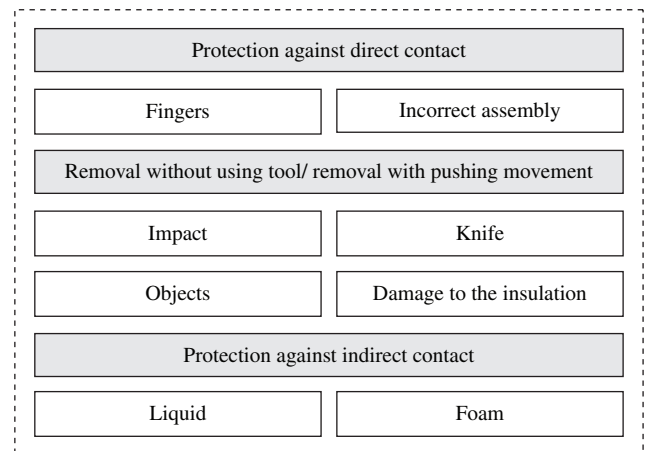 Protection against direct contact
Fingers
Incorrect assembly
Removal without using tool/ removal with pushing movement
Impact
Knife
Objects
Damage to the insulation
Protection against indirect contact
Liquid
Foam